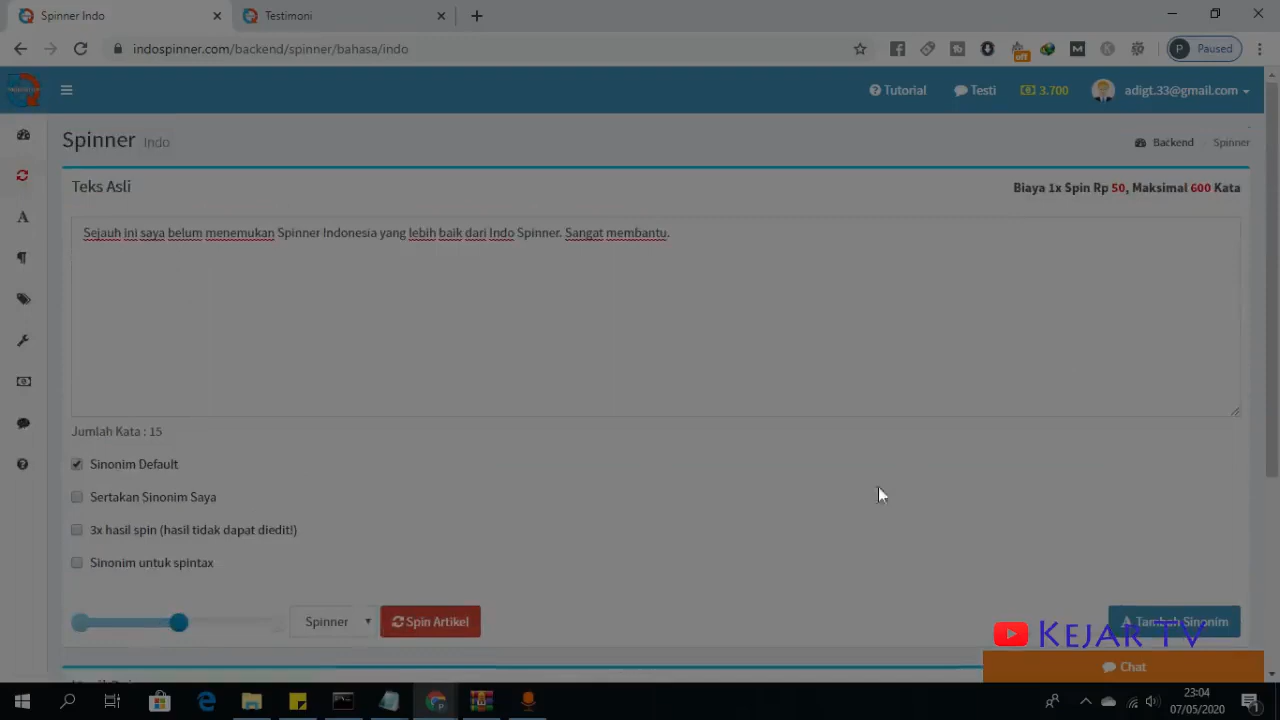 Spinner Indo
Testimoni
indospinner.com/backend/spinner/bahasa/indo
off
P Paused
Tutorial
Testi
3.700
adigt.33@gmail.com
Spinner Indo
Backend
Spinner
Teks Asli
Biaya 1x Spin Rp 50, Maksimal 600 Kata
Sejauh ini saya belum menemukan Spinner Indonesia yang lebih baik dari Indo Spinner. Sangat membantu.
Jumlah Kata : 15
Sinonim Default
Sertakan Sinonim Saya
3x hasil spin (hasil tidak dapat diedit!)
Sinonim untuk spintax
Spinner
Spin Artikel
Tambah Sinonim
Kejar TV
Chat
23:04
07/05/2020